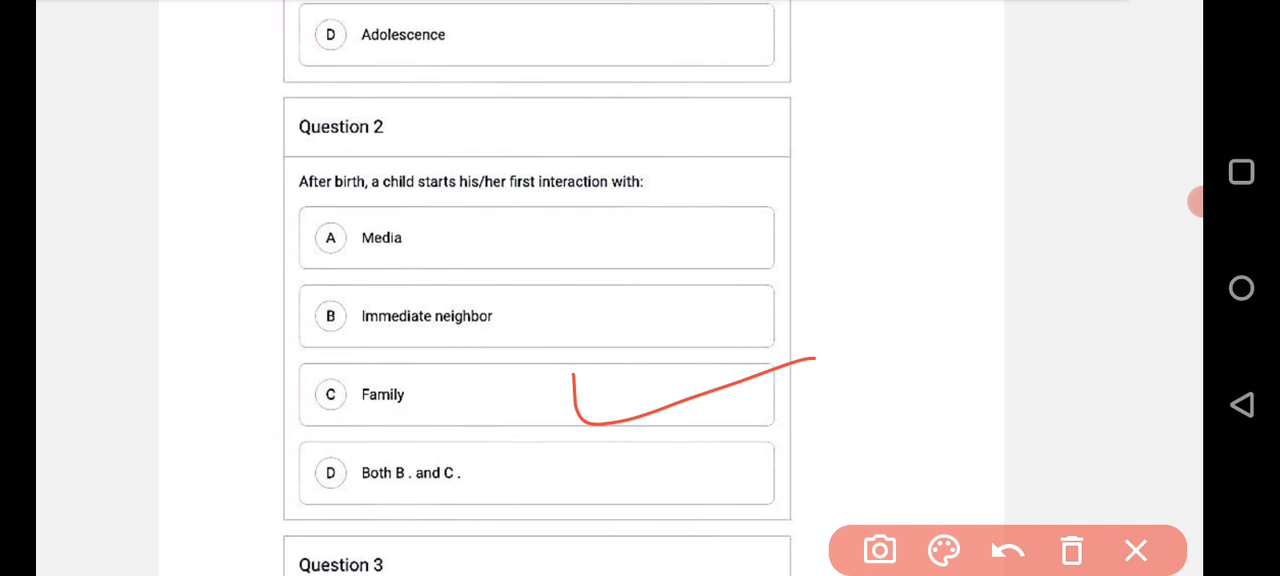 D Adolescence
Question 2
After birth, a child starts his/her first interaction with:
A Media
B Immediate neighbor
C Family
D Both B . and C .
Question 3